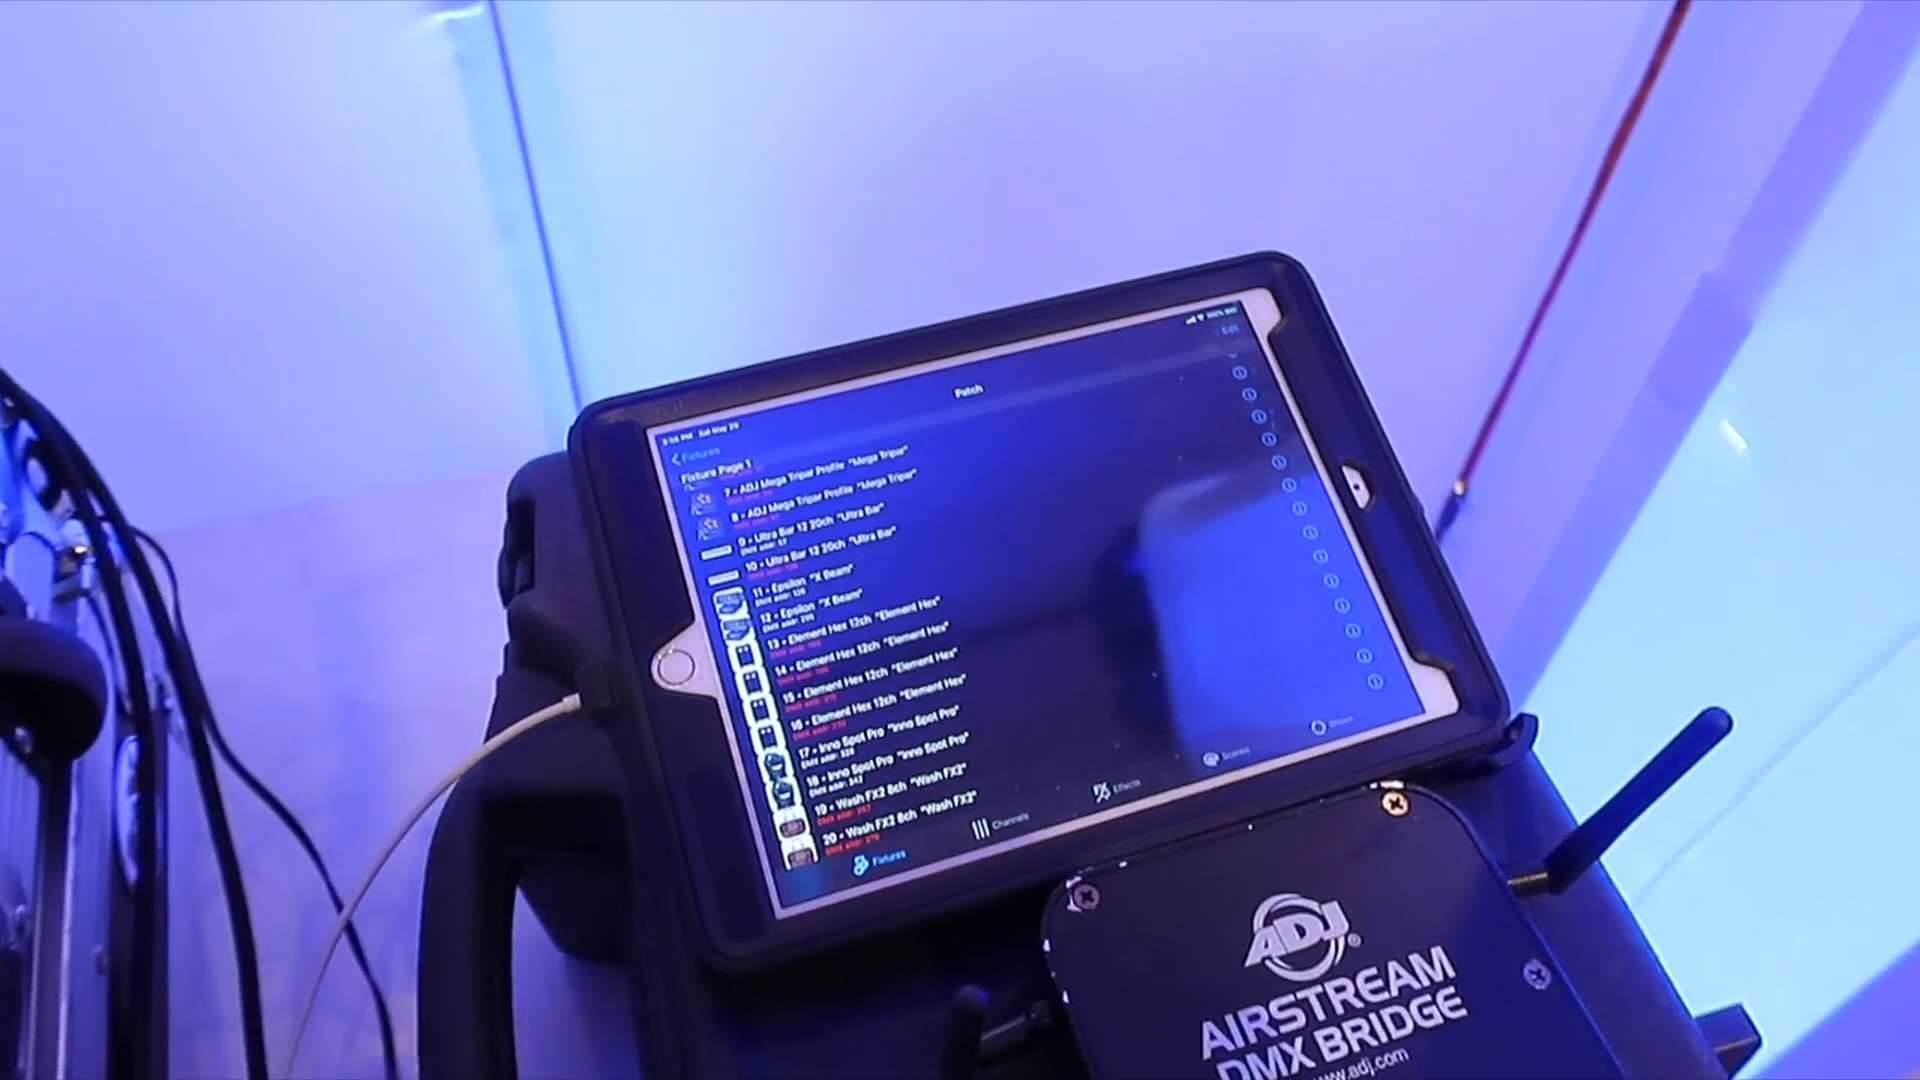 Sat May 29
Edit
Fixtures
Patch
Fixture Page 1
7 - ADJ Mega Tripar Profile "Mega Tripar"
8 - ADJ Mega Tripar Profile "Mega Tripar"
9 - Ultra Bar 12 20ch "Ultra Bar"
10 - Ultra Bar 12 20ch "Ultra Bar"
11 - Epsilon "X Beam"
12 - Epsilon "X Beam"
13 - Element Hex 12ch "Element Hex"
14 - Element Hex 12ch "Element Hex"
15 - Element Hex 12ch "Element Hex"
16 - Element Hex 12ch "Element Hex"
17 - Inno Spot Pro "Inno Spot Pro"
18 - Inno Spot Pro "Inno Spot Pro"
19 - Wash FX2 8ch "Wash FX2"
20 - Wash FX2 8ch "Wash FX2"
Fixtures
Channels
FX Effects
Scenes
ADJ®
AIRSTREAM
DMX BRIDGE
www.adj.com